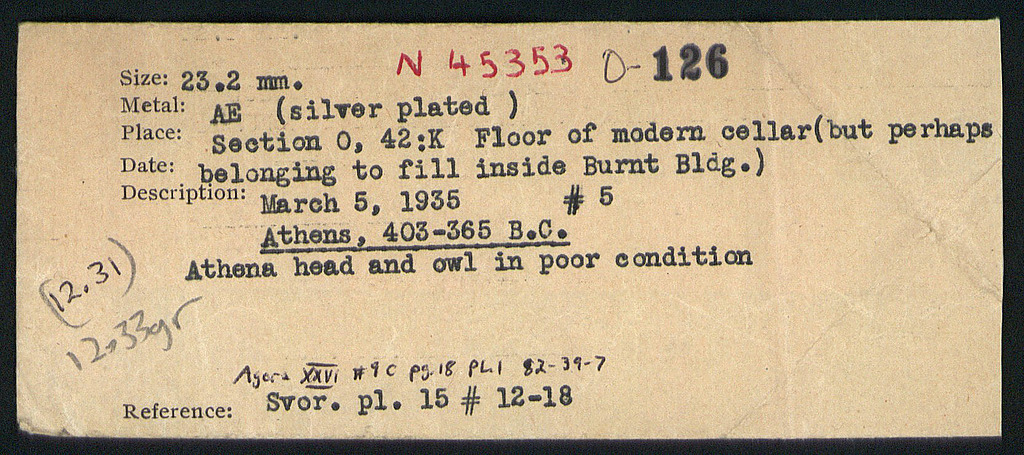 N 45353 O-126
Size: 23.2 mm.
Metal: AE (silver plated )
Place: Section O, 42:K Floor of modern cellar(but perhaps
Date: belonging to fill inside Burnt Bldg.)
Description: March 5, 1935 # 5
Athens, 403-365 B.C.
Athena head and owl in poor condition
(12.31)
12.33gr
Agora XXVI #9c pg.18 PL.1 82-39-7
Reference: Svor. pl. 15 # 12-18